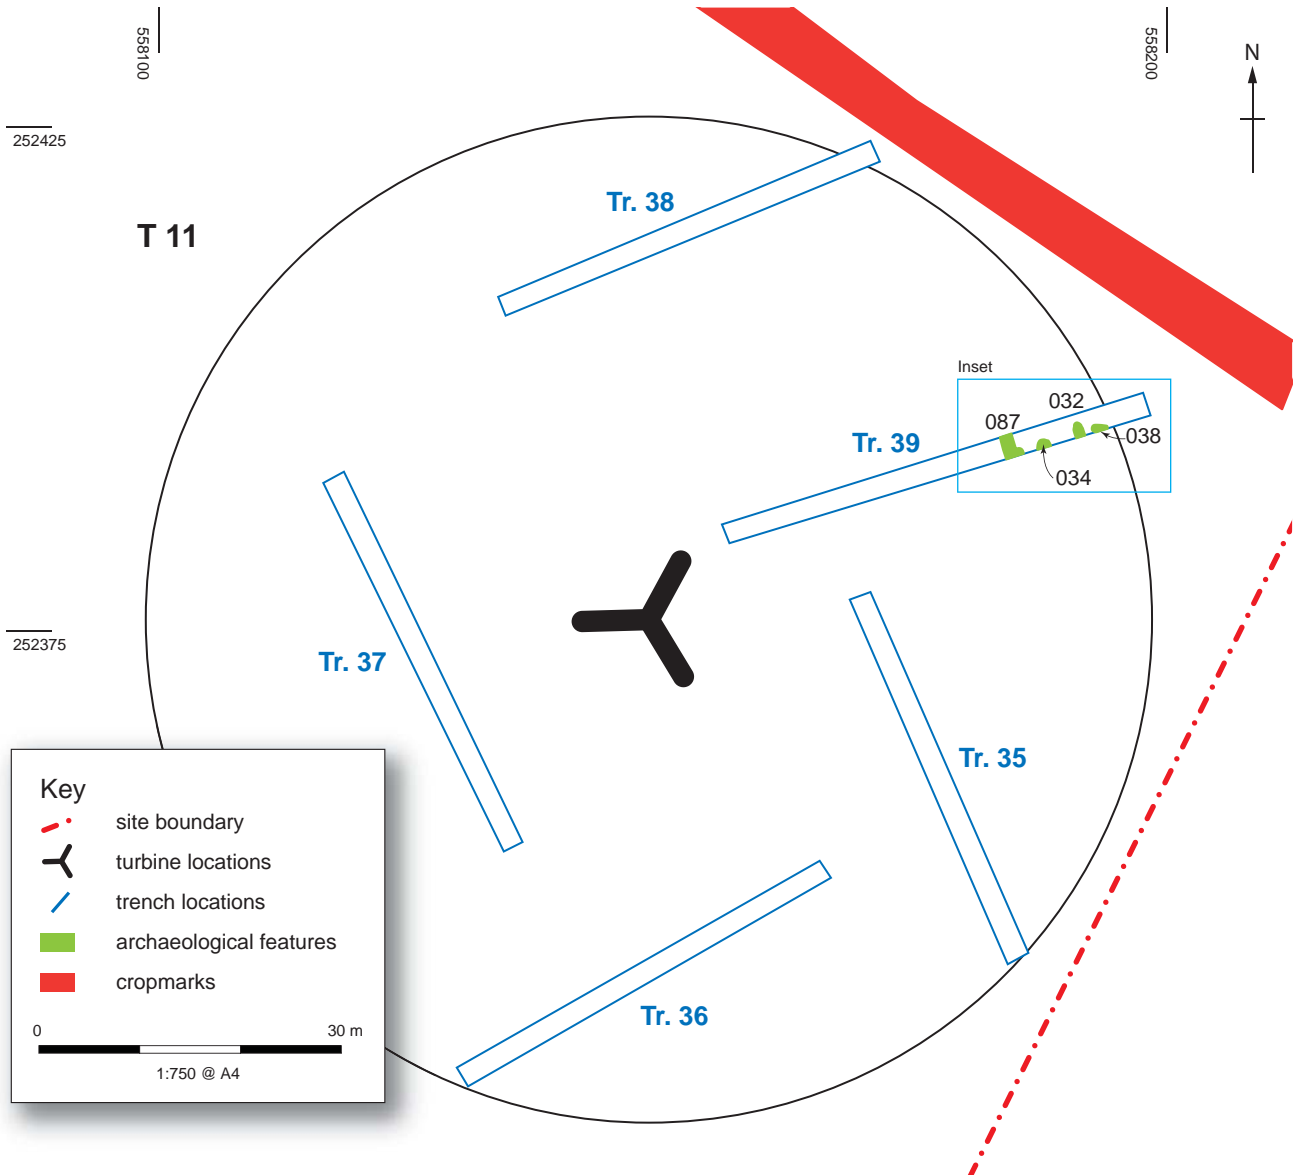 558100
558200
N
252425
Tr. 38
T 11
Inset
032
087
Tr. 39
038
034
252375
Tr. 37
Tr. 35
Key
site boundary
turbine locations
trench locations
archaeological features
cropmarks
0 30 m
1:750 @ A4
Tr. 36